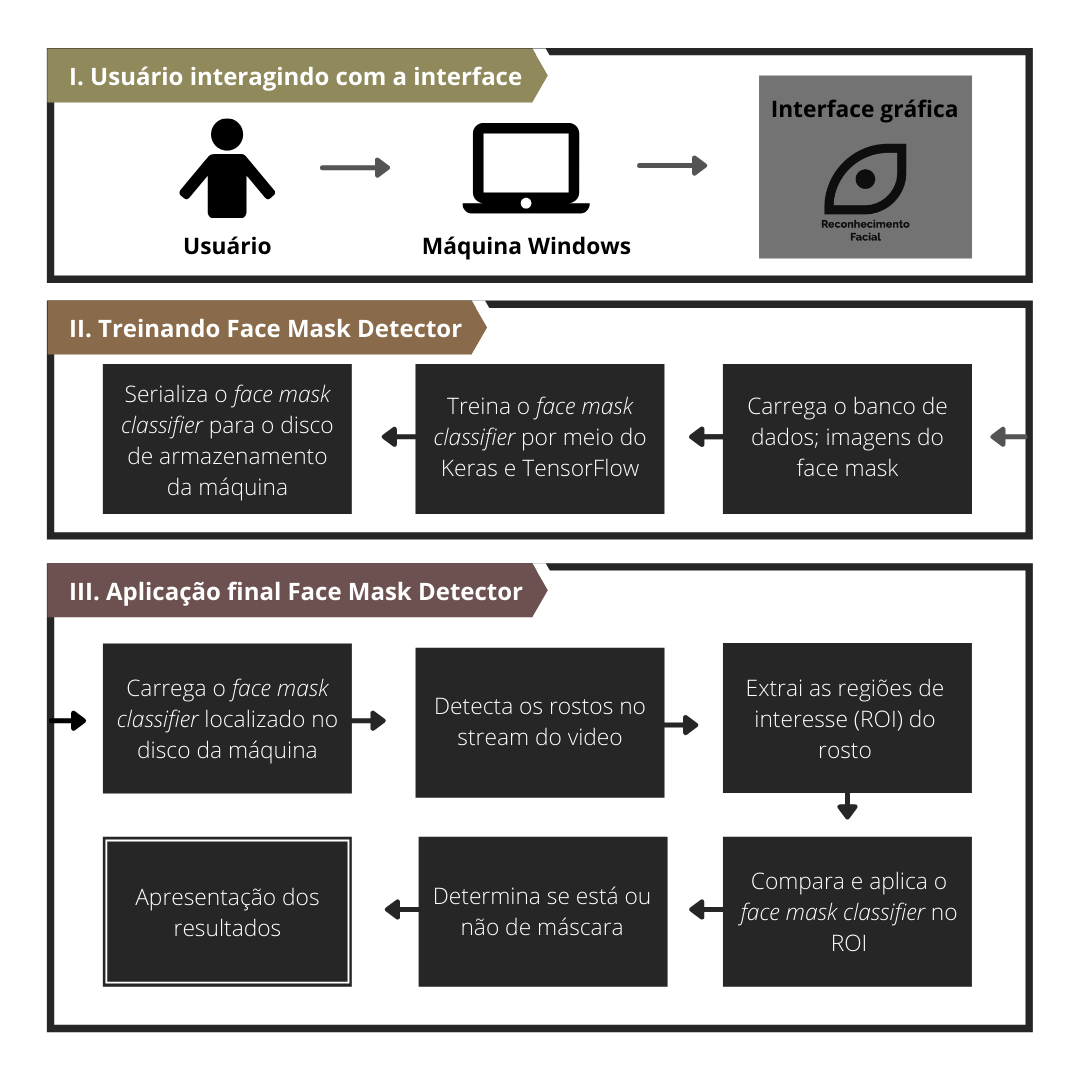 I. Usuário interagindo com a interface
Interface gráfica
Reconhecimento
Facial
Usuário
Máquina Windows
II. Treinando Face Mask Detector
Serializa o face mask
classifier para o disco
de armazenamento
da máquina
Treina o face mask
classifier por meio do
Keras e TensorFlow
Carrega o banco de
dados; imagens do
face mask
III. Aplicação final Face Mask Detector
Carrega o face mask
classifier localizado no
disco da máquina
Detecta os rostos no
stream do video
Extrai as regiões de
interesse (ROI) do
rosto
Apresentação dos
resultados
Determina se está ou
não de máscara
Compara e aplica o
face mask classifier no
ROI